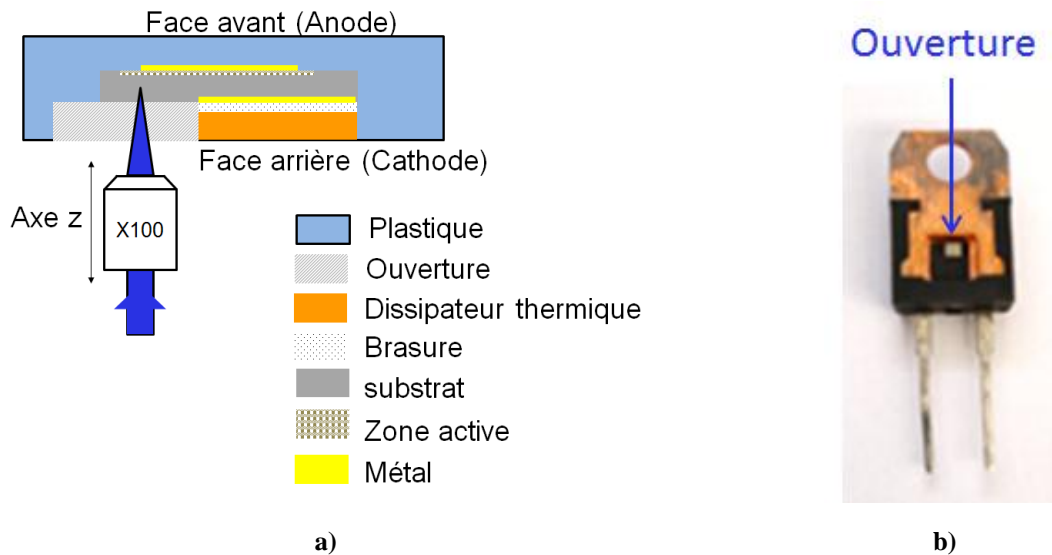 Face avant (Anode)
Face arrière (Cathode)
Axe z
X100
Plastique
Ouverture
Dissipateur thermique
Brasure
substrat
Zone active
Métal
a)
Ouverture
b)